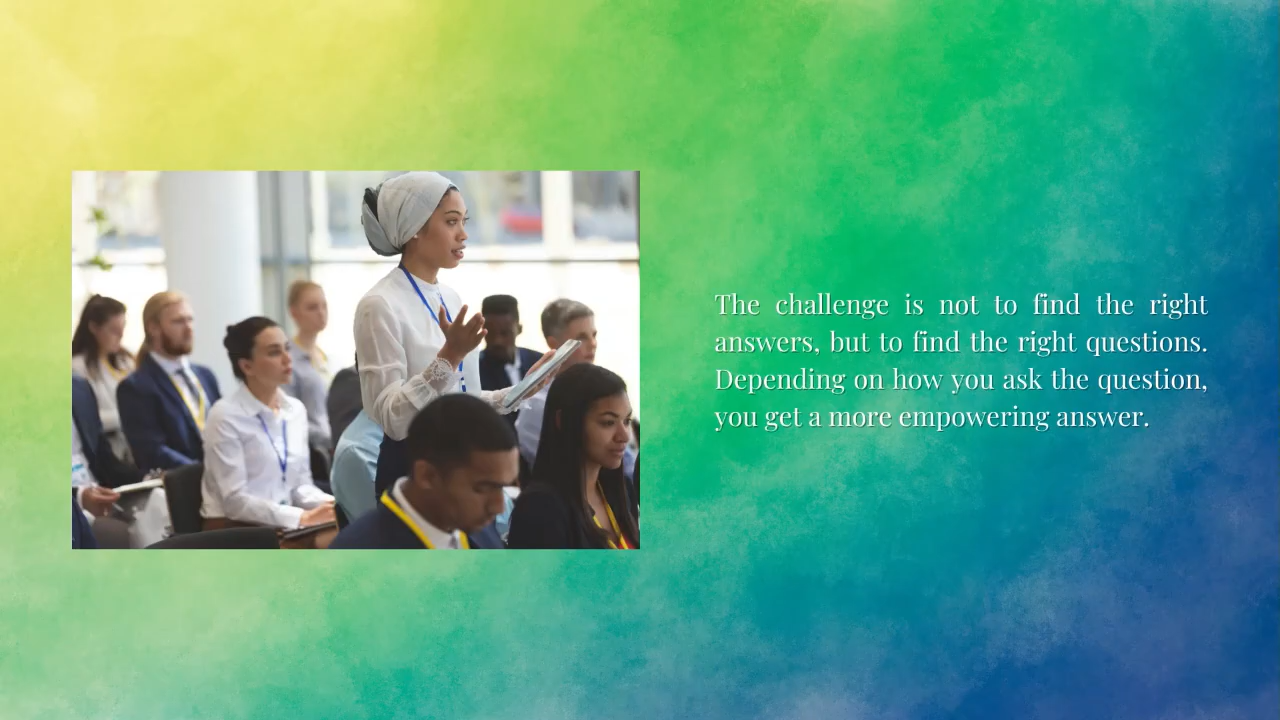 The challenge is not to find the right
answers, but to find the right questions.
Depending on how you ask the question,
you get a more empowering answer.